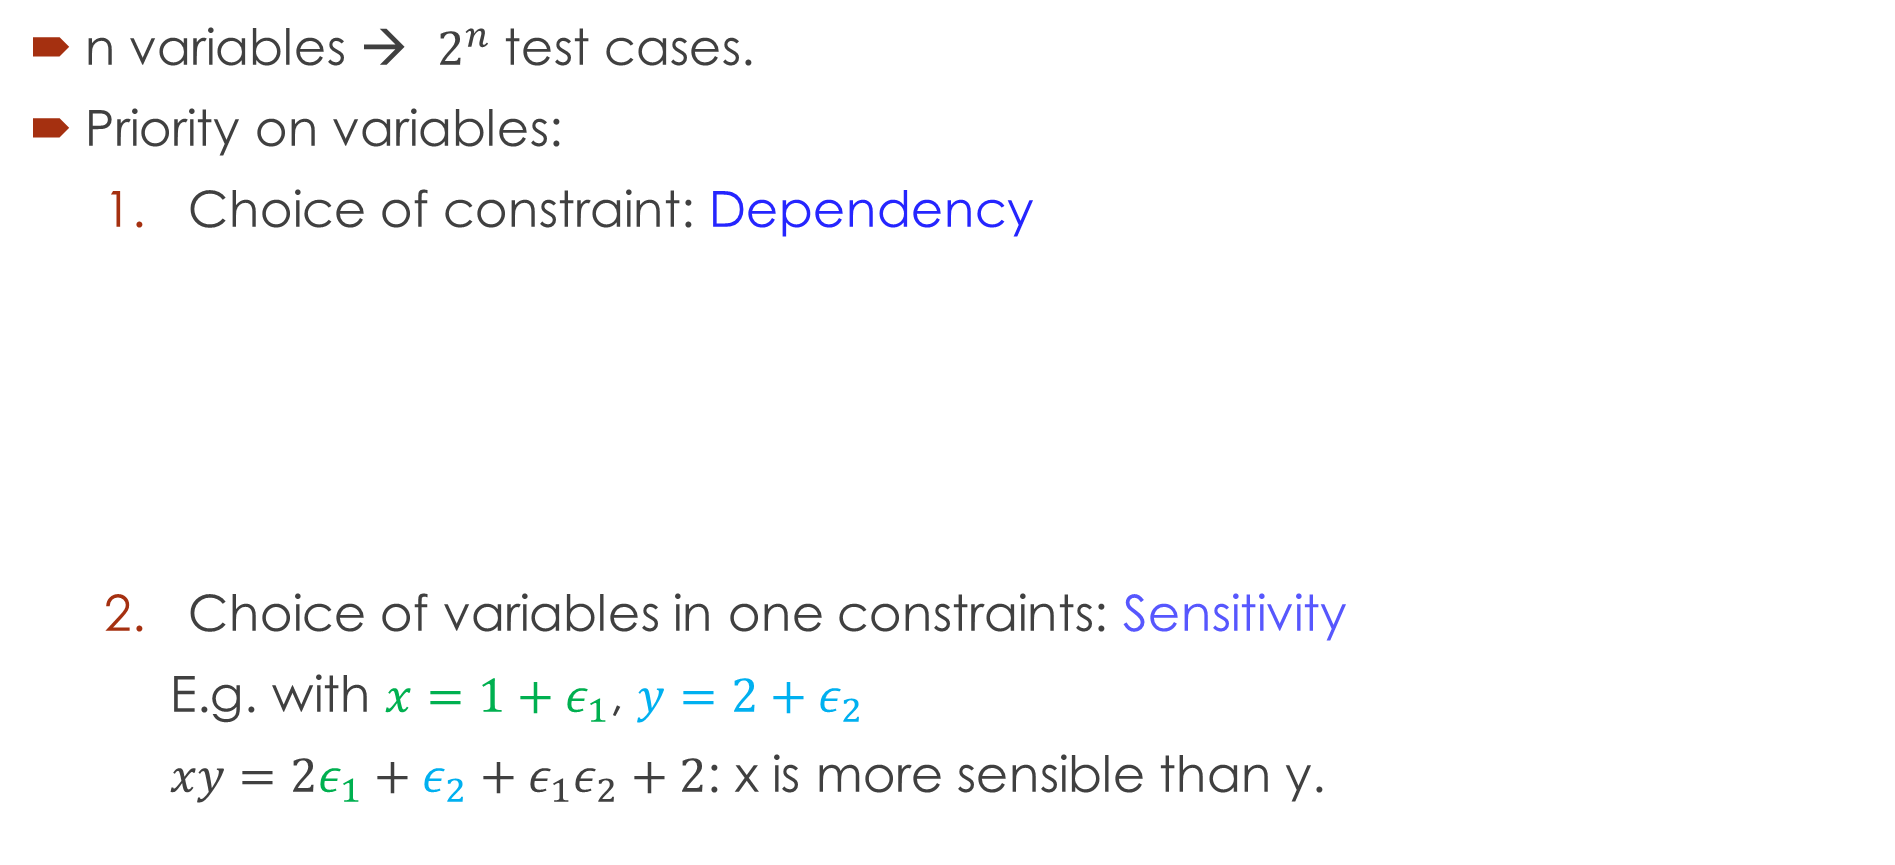 n variables → 2ⁿ test cases.
Priority on variables:
1. Choice of constraint: Dependency
2. Choice of variables in one constraints: Sensitivity
E.g. with x = 1 + ϵ₁, y = 2 + ϵ₂
xy = 2ϵ₁ + ϵ₂ + ϵ₁ϵ₂ + 2: x is more sensible than y.